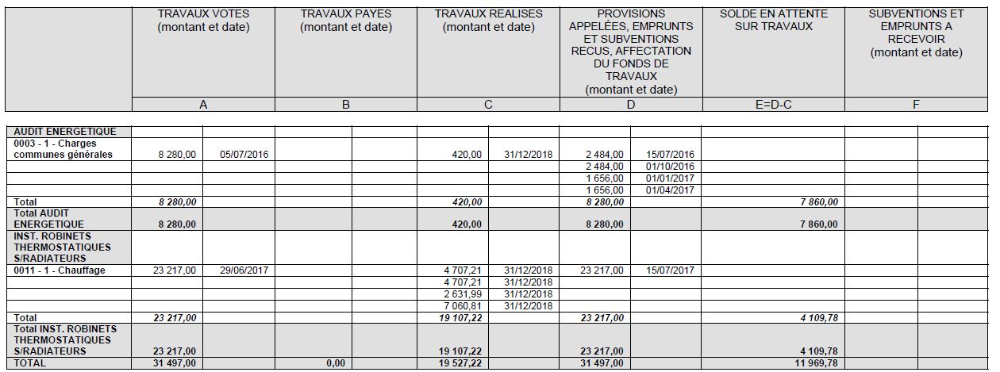 TRAVAUX VOTES
(montant et date)
TRAVAUX PAYES
(montant et date)
TRAVAUX REALISES
(montant et date)
PROVISIONS
APPELÉES, EMPRUNTS
ET SUBVENTIONS
RECUS, AFFECTATION
DU FONDS DE
TRAVAUX
(montant et date)
SOLDE EN ATTENTE
SUR TRAVAUX
SUBVENTIONS ET
EMPRUNTS A
RECEVOIR
(montant et date)
A B C D E=D-C F
AUDIT ENERGETIQUE
0003 - 1 - Charges
communes générales 8 280,00 05/07/2016 420,00 31/12/2018 2 484,00 15/07/2016
2 484,00 01/10/2016
1 656,00 01/01/2017
1 656,00 01/04/2017
Total 8 280,00 420,00 8 280,00 7 860,00
Total AUDIT
ENERGETIQUE 8 280,00 420,00 8 280,00 7 860,00
INST. ROBINETS
THERMOSTATIQUES
S/RADIATEURS
0011 - 1 - Chauffage 23 217,00 29/06/2017 4 707,21 31/12/2018 23 217,00 15/07/2017
4 707,21 31/12/2018
2 631,99 31/12/2018
7 060,81 31/12/2018
Total 23 217,00 19 107,22 23 217,00 4 109,78
Total INST. ROBINETS
THERMOSTATIQUES
S/RADIATEURS 23 217,00 19 107,22 23 217,00 4 109,78
TOTAL 31 497,00 0,00 19 527,22 31 497,00 11 969,78